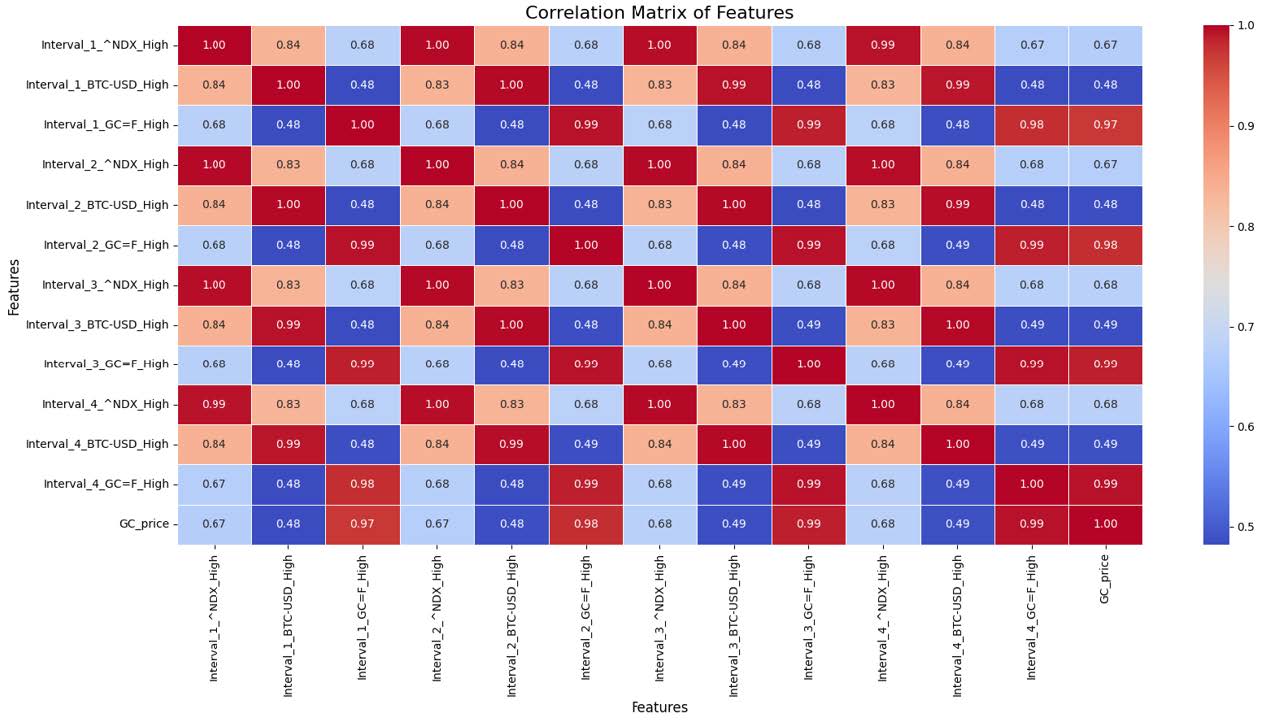 Correlation Matrix of Features
Interval_1_^NDX_High 1.00 0.84 0.68 1.00 0.84 0.68 1.00 0.84 0.68 0.99 0.84 0.67 0.67
Interval_1_BTC-USD_High 0.84 1.00 0.48 0.83 1.00 0.48 0.83 0.99 0.48 0.83 0.99 0.48 0.48
Interval_1_GC=F_High 0.68 0.48 1.00 0.68 0.48 0.99 0.68 0.48 0.99 0.68 0.48 0.98 0.97
Interval_2_^NDX_High 1.00 0.83 0.68 1.00 0.84 0.68 1.00 0.84 0.68 1.00 0.84 0.68 0.67
Interval_2_BTC-USD_High 0.84 1.00 0.48 0.84 1.00 0.48 0.83 1.00 0.48 0.83 0.99 0.48 0.48
Interval_2_GC=F_High 0.68 0.48 0.99 0.68 0.48 1.00 0.68 0.48 0.99 0.68 0.49 0.99 0.98
Interval_3_^NDX_High 1.00 0.83 0.68 1.00 0.83 0.68 1.00 0.84 0.68 1.00 0.84 0.68 0.68
Interval_3_BTC-USD_High 0.84 0.99 0.48 0.84 1.00 0.48 0.84 1.00 0.49 0.83 1.00 0.49 0.49
Interval_3_GC=F_High 0.68 0.48 0.99 0.68 0.48 0.99 0.68 0.49 1.00 0.68 0.49 0.99 0.99
Interval_4_^NDX_High 0.99 0.83 0.68 1.00 0.83 0.68 1.00 0.83 0.68 1.00 0.84 0.68 0.68
Interval_4_BTC-USD_High 0.84 0.99 0.48 0.84 0.99 0.49 0.84 1.00 0.49 0.84 1.00 0.49 0.49
Interval_4_GC=F_High 0.67 0.48 0.98 0.68 0.48 0.99 0.68 0.49 0.99 0.68 0.49 1.00 0.99
GC_price 0.67 0.48 0.97 0.67 0.48 0.98 0.68 0.49 0.99 0.68 0.49 0.99 1.00
Features
Interval_1_^NDX_High
Interval_1_BTC-USD_High
Interval_1_GC=F_High
Interval_2_^NDX_High
Interval_2_BTC-USD_High
Interval_2_GC=F_High
Interval_3_^NDX_High
Interval_3_BTC-USD_High
Interval_3_GC=F_High
Interval_4_^NDX_High
Interval_4_BTC-USD_High
Interval_4_GC=F_High
GC_price
Features
1.0
0.9
0.8
0.7
0.6
0.5